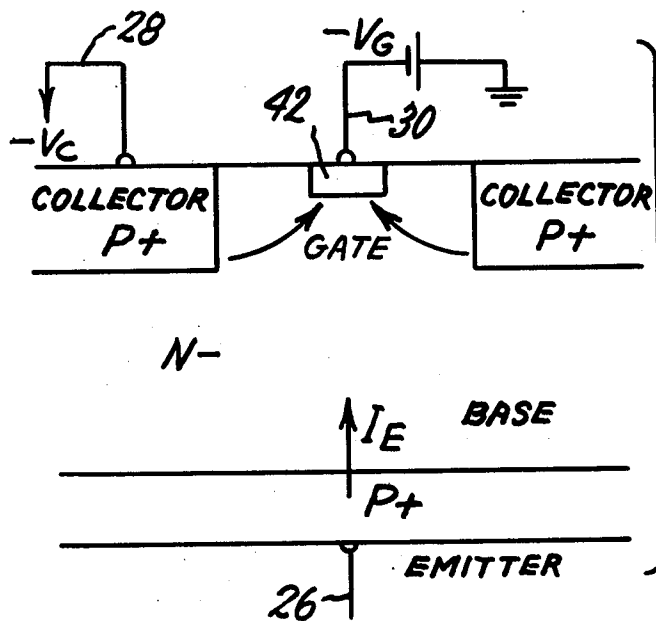 28
-VG
42
30
-VC
COLLECTOR
P+
GATE
COLLECTOR
P+
N-
BASE
IE
P+
EMITTER
26